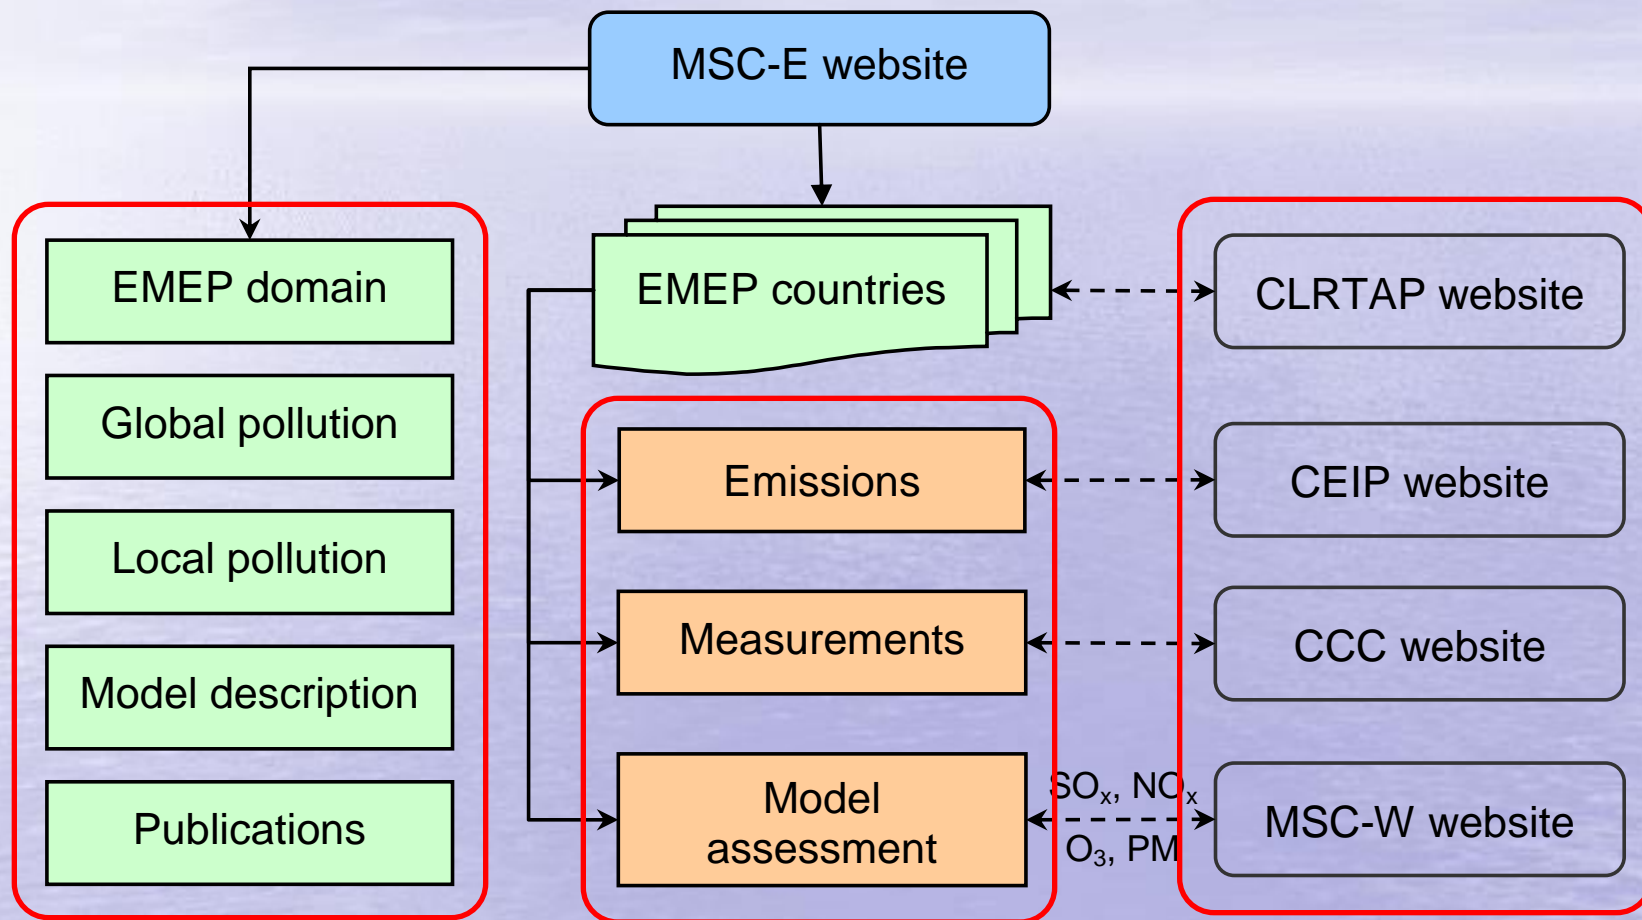 MSC-E website
EMEP domain
Global pollution
Local pollution
Model description
Publications
EMEP countries
Emissions
Measurements
Model
assessment
SOₓ, NOₓ
O₃, PM
CLRTAP website
CEIP website
CCC website
MSC-W website